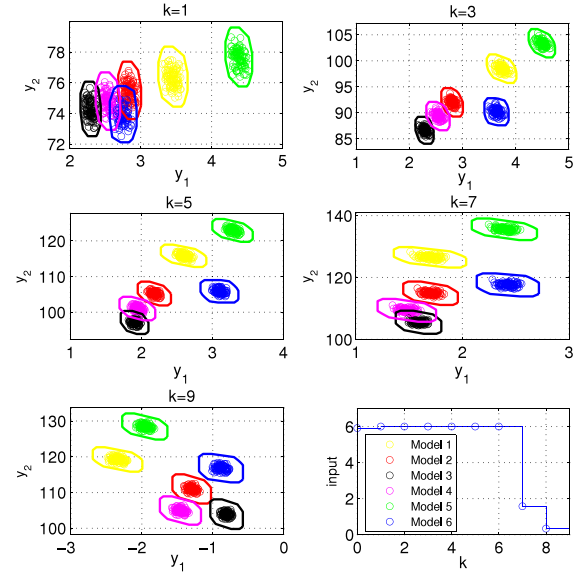 k=1
78
76
74
72
y2
2 3 4 5
y1
k=3
105
100
95
90
85
y2
1 2 3 4 5
y1
k=5
120
110
100
y2
1 2 3 4
y1
k=7
140
120
100
y2
1 2 3
y1
k=9
130
120
110
100
y2
−3 −2 −1 0
y1
6
4
2
0
input
0 2 4 6 8
k
Model 1
Model 2
Model 3
Model 4
Model 5
Model 6